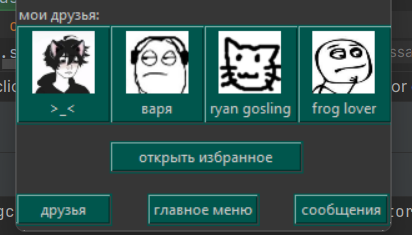 мои друзья:
>_<
варя
ryan gosling
frog lover
открыть избранное
друзья
главное меню
сообщения